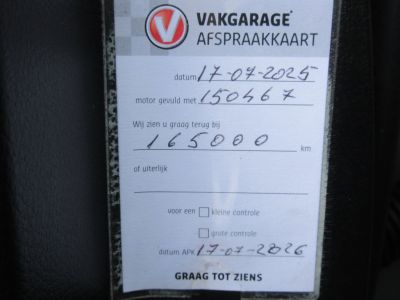 VAKGARAGE
AFSPRAAKKAART
datum 17-07-2025
motor gevuld met 150467
Wij zien u graag terug bij
165000 km
of uiterlijk
voor een kleine controle
grote controle
datum APK 17-07-2026
GRAAG TOT ZIENS